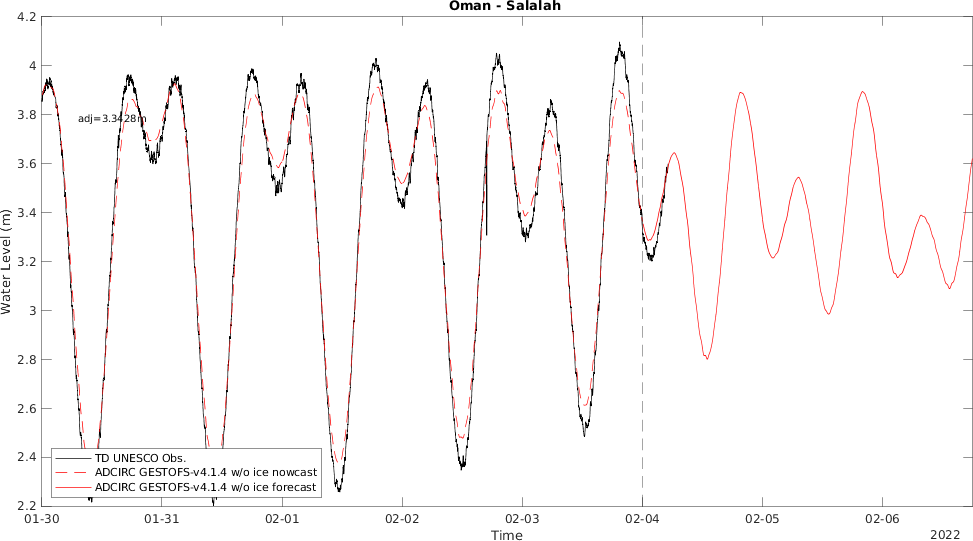 Oman - Salalah
Water Level (m)
4.2
4
3.8
3.6
3.4
3.2
3
2.8
2.6
2.4
2.2
adj=3.3428m
TD UNESCO Obs.
ADCIRC GESTOFS-v4.1.4 w/o ice nowcast
ADCIRC GESTOFS-v4.1.4 w/o ice forecast
01-30 01-31 02-01 02-02 02-03 02-04 02-05 02-06
Time
2022